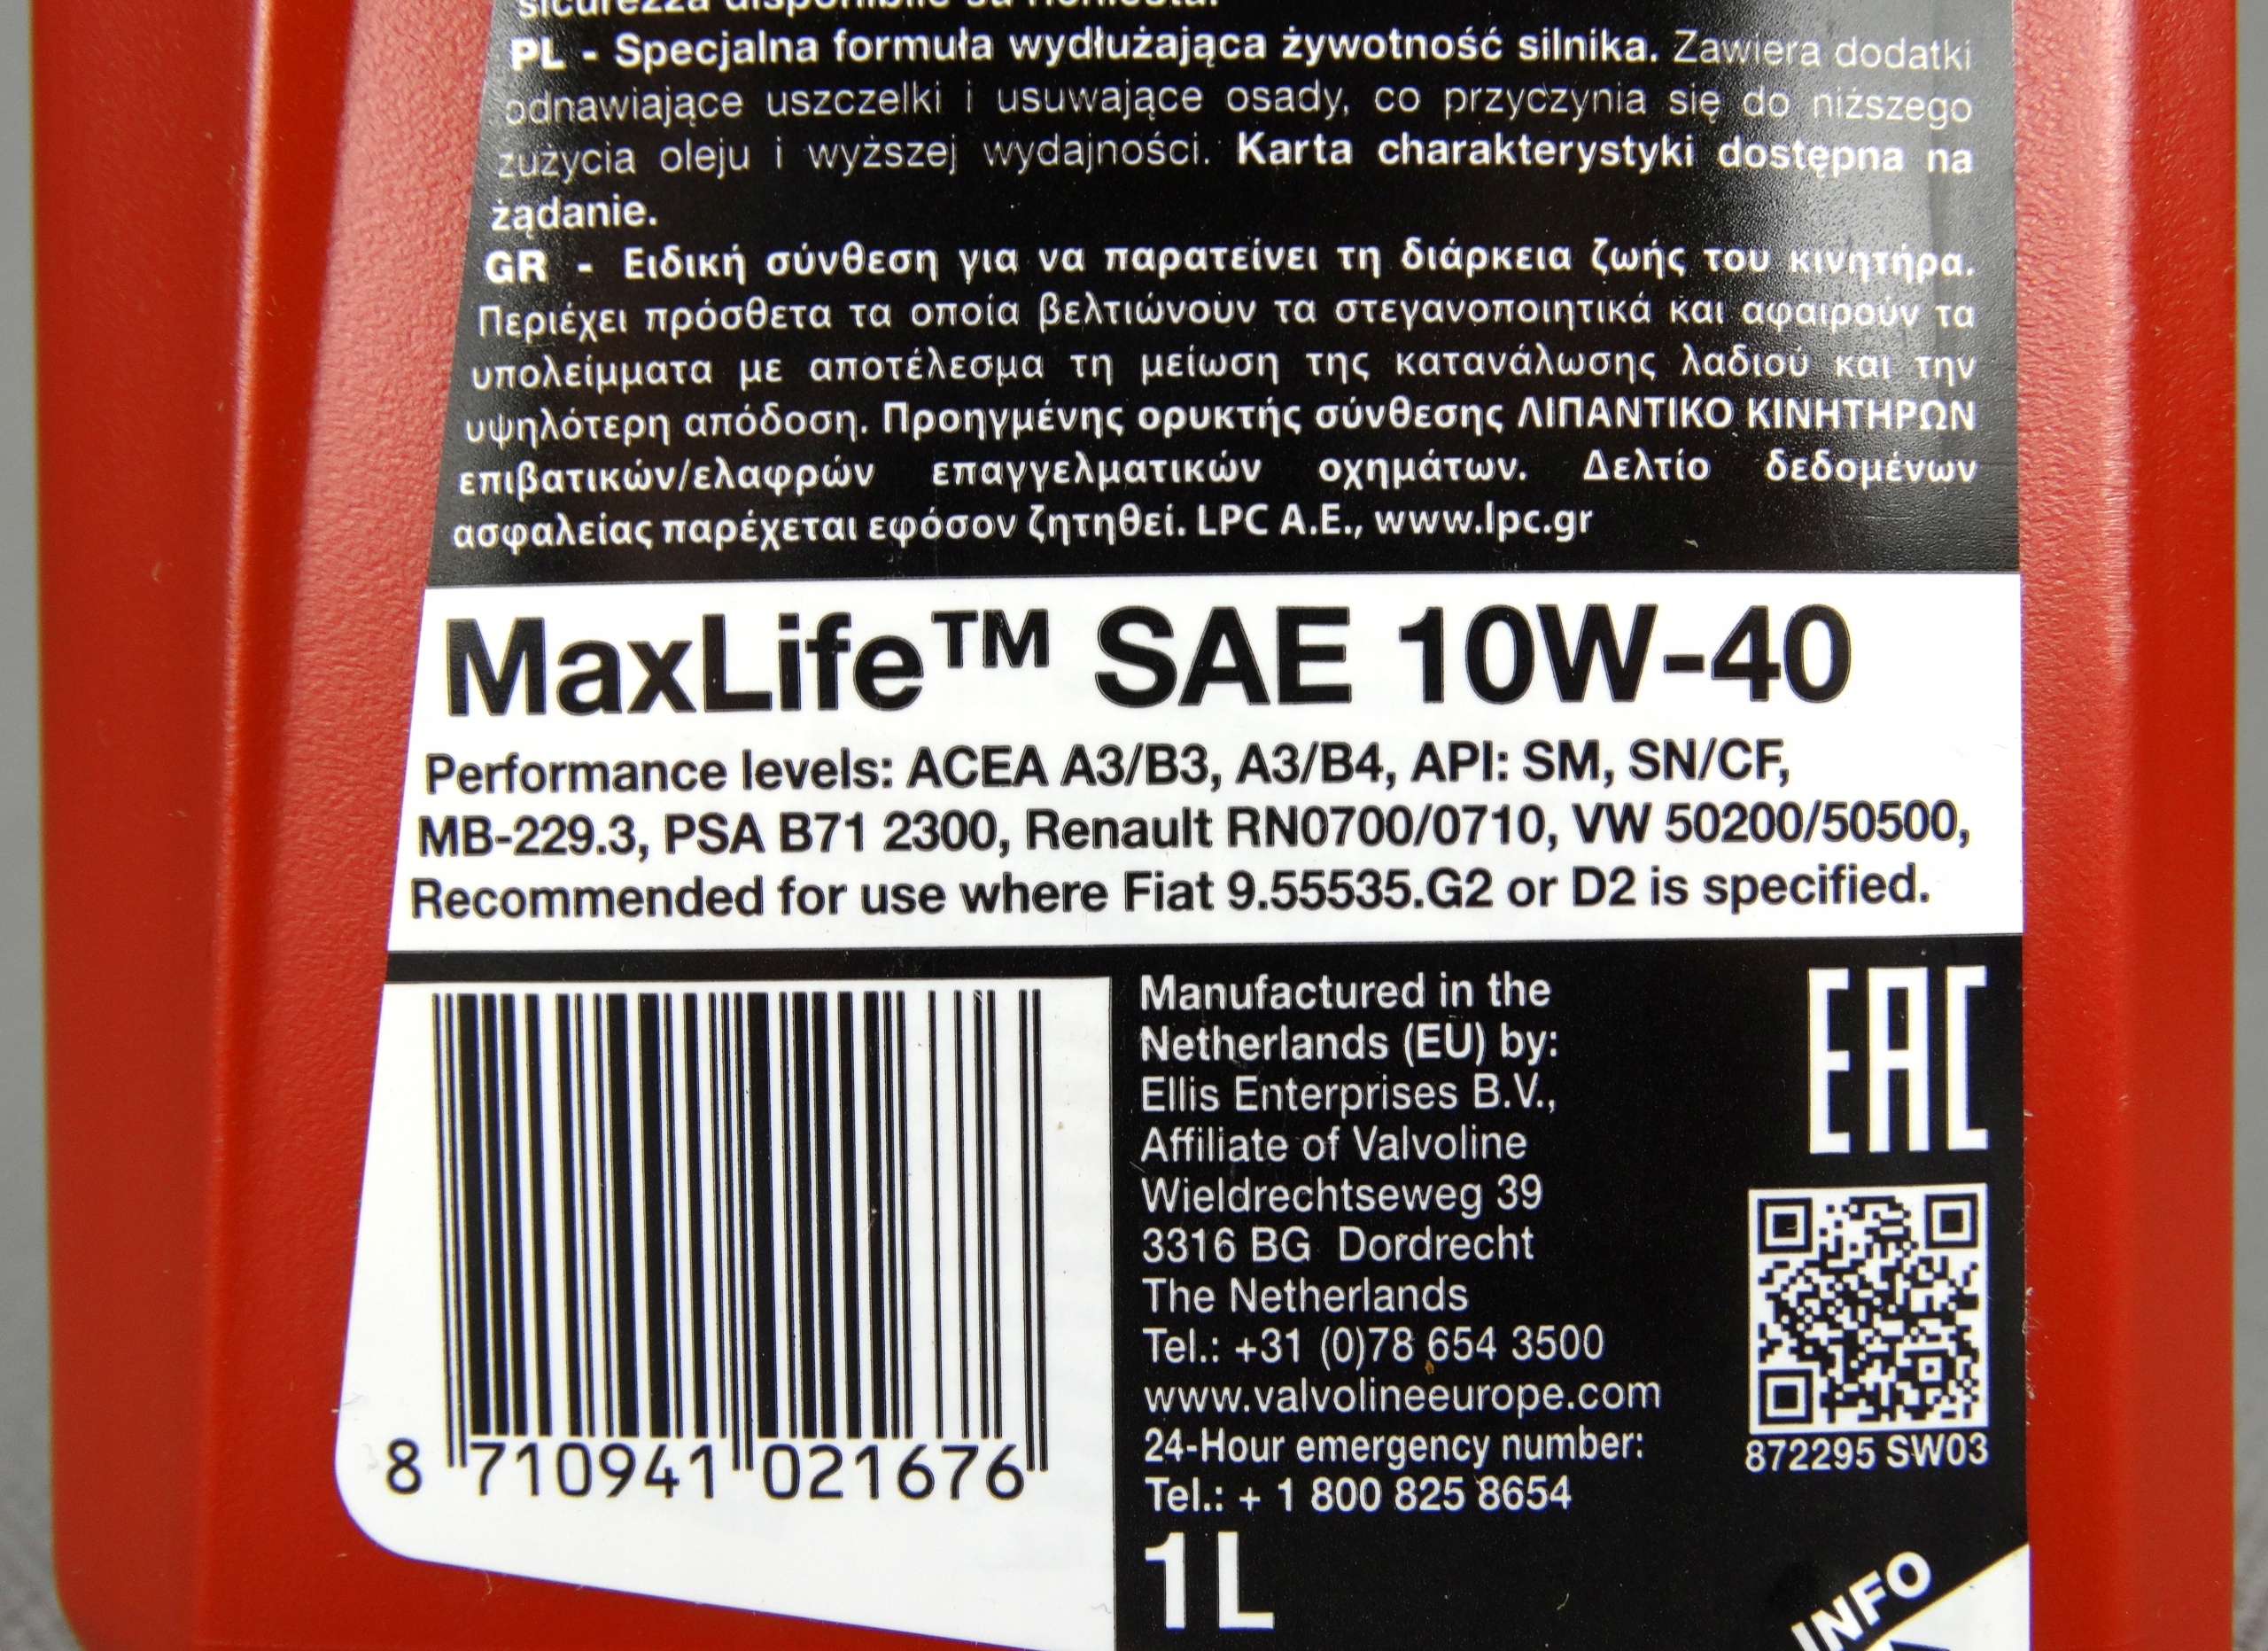 sicurezza disponibile su richiesta.
PL - Specjalna formuła wydłużająca żywotność silnika. Zawiera dodatki
odnawiające uszczelki i usuwające osady, co przyczynia się do niższego
zużycia oleju i wyższej wydajności. Karta charakterystyki dostępna na
żądanie.
GR - Ειδική σύνθεση για να παρατείνει τη διάρκεια ζωής του κινητήρα.
Περιέχει πρόσθετα τα οποία βελτιώνουν τα στεγανοποιητικά και αφαιρούν τα
υπολείμματα με αποτέλεσμα τη μείωση της κατανάλωσης λαδιού και την
υψηλότερη απόδοση. Προηγμένης ορυκτής σύνθεσης ΛΙΠΑΝΤΙΚΟ ΚΙΝΗΤΗΡΩΝ
επιβατικών/ελαφρών επαγγελματικών οχημάτων. Δελτίο δεδομένων
ασφαλείας παρέχεται εφόσον ζητηθεί. LPC A.E., www.lpc.gr
MaxLife™ SAE 10W-40
Performance levels: ACEA A3/B3, A3/B4, API: SM, SN/CF,
MB-229.3, PSA B71 2300, Renault RN0700/0710, VW 50200/50500,
Recommended for use where Fiat 9.55535.G2 or D2 is specified.
8 710941 021676
Manufactured in the
Netherlands (EU) by:
Ellis Enterprises B.V.,
Affiliate of Valvoline
Wieldrechtseweg 39
3316 BG Dordrecht
The Netherlands
Tel.: +31 (0)78 654 3500
www.valvolineeurope.com
24-Hour emergency number:
Tel.: + 1 800 825 8654
1L
EAC
872295 SW03
INFO